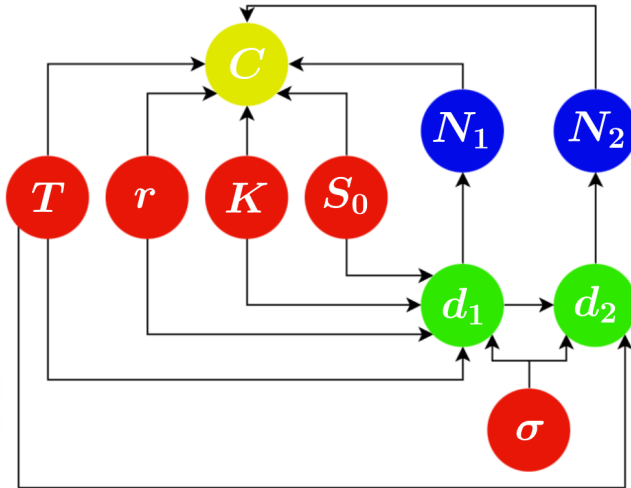 C
N₁ N₂
T r K S₀
d₁ d₂
σ